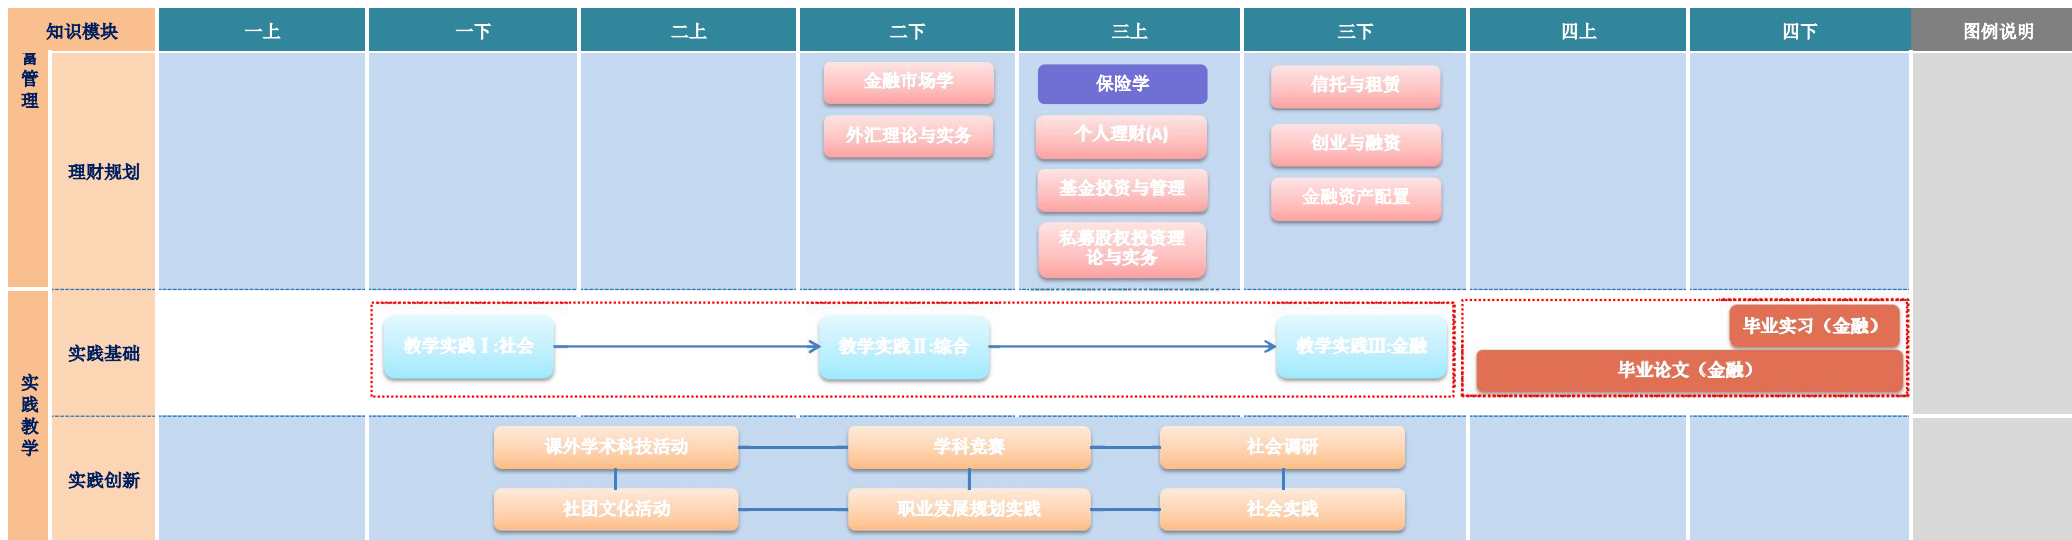 知识模块
一上
一下
二上
二下
三上
三下
四上
四下
图例说明
富管理
理财规划
金融市场学
外汇理论与实务
保险学
个人理财(A)
基金投资与管理
私募股权投资理
论与实务
信托与租赁
创业与融资
金融资产配置
实践教学
实践基础
教学实践Ⅰ:社会
教学实践Ⅱ:综合
教学实践Ⅲ:金融
毕业实习（金融）
毕业论文（金融）
实践创新
课外学术科技活动
学科竞赛
社会调研
社团文化活动
职业发展规划实践
社会实践